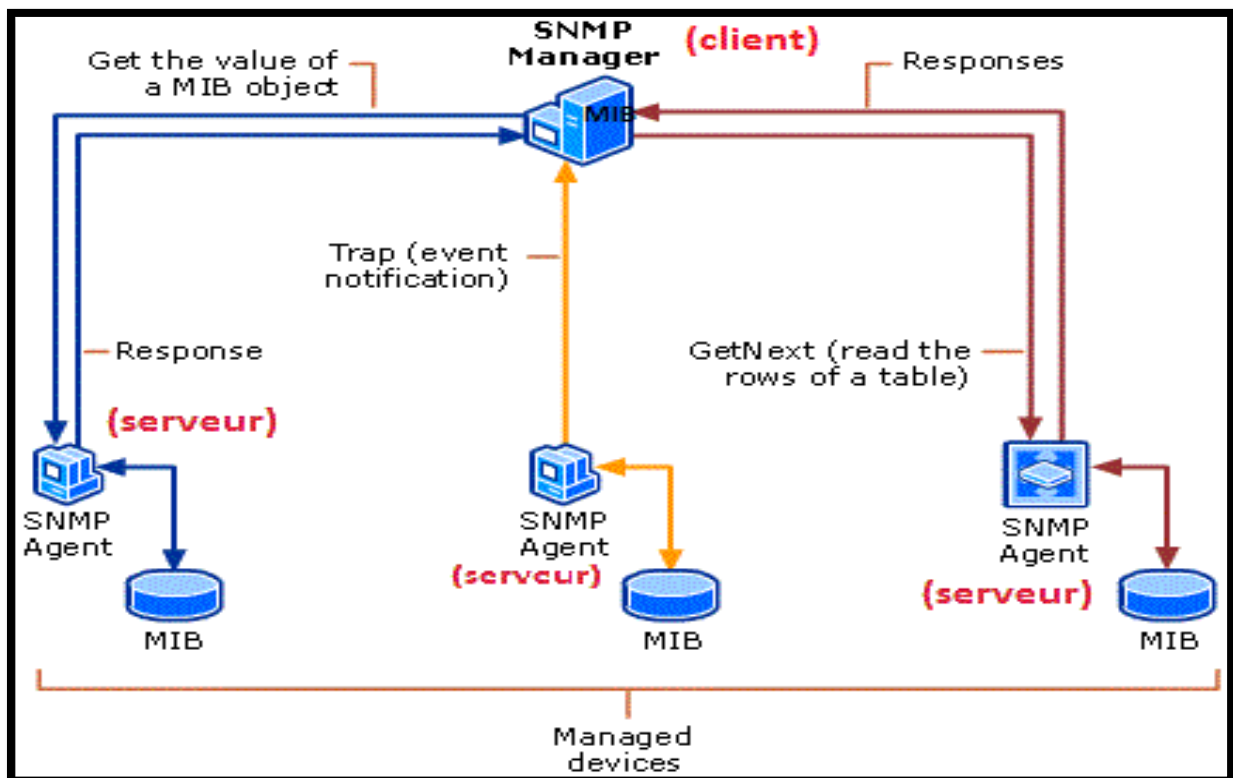 SNMP
Manager
(client)
Get the value of
a MIB object
Responses
MIB
Trap (event
notification)
Response
GetNext (read the
rows of a table)
(serveur)
SNMP
Agent
SNMP
Agent
(serveur)
SNMP
Agent
(serveur)
MIB
MIB
MIB
Managed
devices